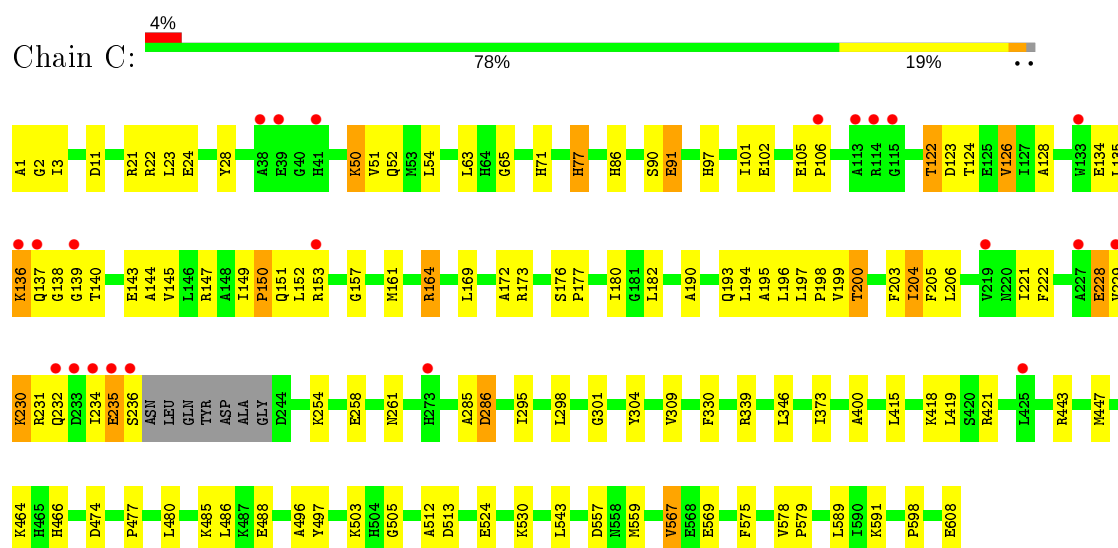 4%
Chain C:
78% 19% • •
A1 G2 I3 D11 R21 R22 L23 E24 Y28 A38 E39 G40 H41 K50 V51 Q52 M53 L54 L63 H64 G65 H71 H77 H86 S90 E91 H97 I101 E102 E105 P106 A113 R114 G115 T122 D123 T124 E125 V126 I127 A128 W133 E134 L135
K136 Q137 G138 G139 T140 E143 A144 V145 L146 R147 A148 I149 P150 Q151 L152 R153 G157 M161 R164 L169 A172 R173 S176 P177 I180 G181 L182 A190 Q193 L194 A195 L196 L197 P198 V199 T200 F203 I204 F205 L206 V219 N220 I221 F222 A227 E228 V229
K230 R231 Q232 D233 I234 E235 S236 ASN LEU GLN TYR ASP ALA GLY D244 K254 E258 N261 H273 A285 D286 I295 L298 G301 Y304 V309 F330 R339 L346 I373 A400 L415 K418 L419 S420 R421 L425 R443 M447
K464 H465 H466 D474 P477 L480 K485 L486 K487 E488 A496 Y497 K503 H504 G505 A512 D513 E524 K530 L543 D557 N558 M559 V567 E568 E569 F575 V578 P579 L589 I590 K591 P598 E608